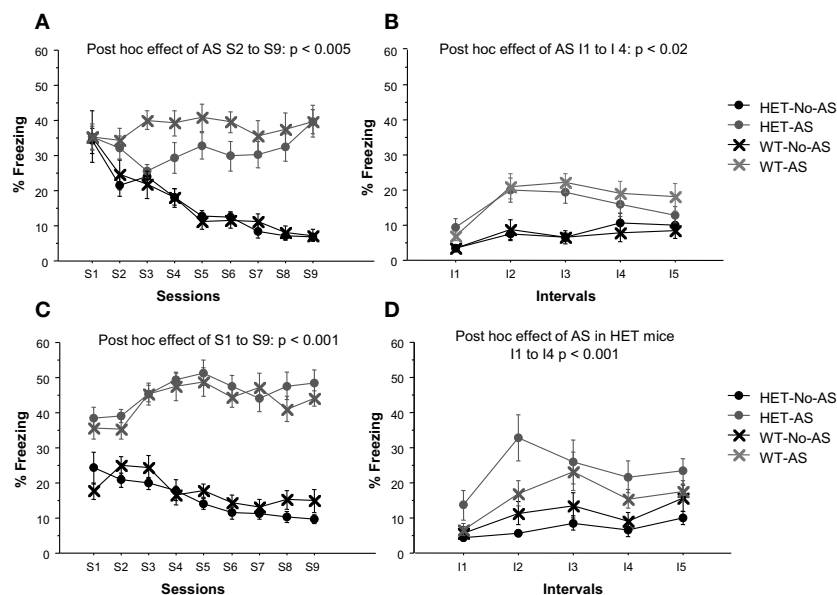 A
Post hoc effect of AS S2 to S9: p < 0.005
60
50
40
30
20
10
0
% Freezing
S1 S2 S3 S4 S5 S6 S7 S8 S9
Sessions
B
Post hoc effect of AS I1 to I 4: p < 0.02
60
50
40
30
20
10
0
% Freezing
I1 I2 I3 I4 I5
Intervals
HET-No-AS
HET-AS
WT-No-AS
WT-AS
C
Post hoc effect of S1 to S9: p < 0.001
60
50
40
30
20
10
0
% Freezing
S1 S2 S3 S4 S5 S6 S7 S8 S9
Sessions
D
Post hoc effect of AS in HET mice
I1 to I4 p < 0.001
60
50
40
30
20
10
0
% Freezing
I1 I2 I3 I4 I5
Intervals
HET-No-AS
HET-AS
WT-No-AS
WT-AS